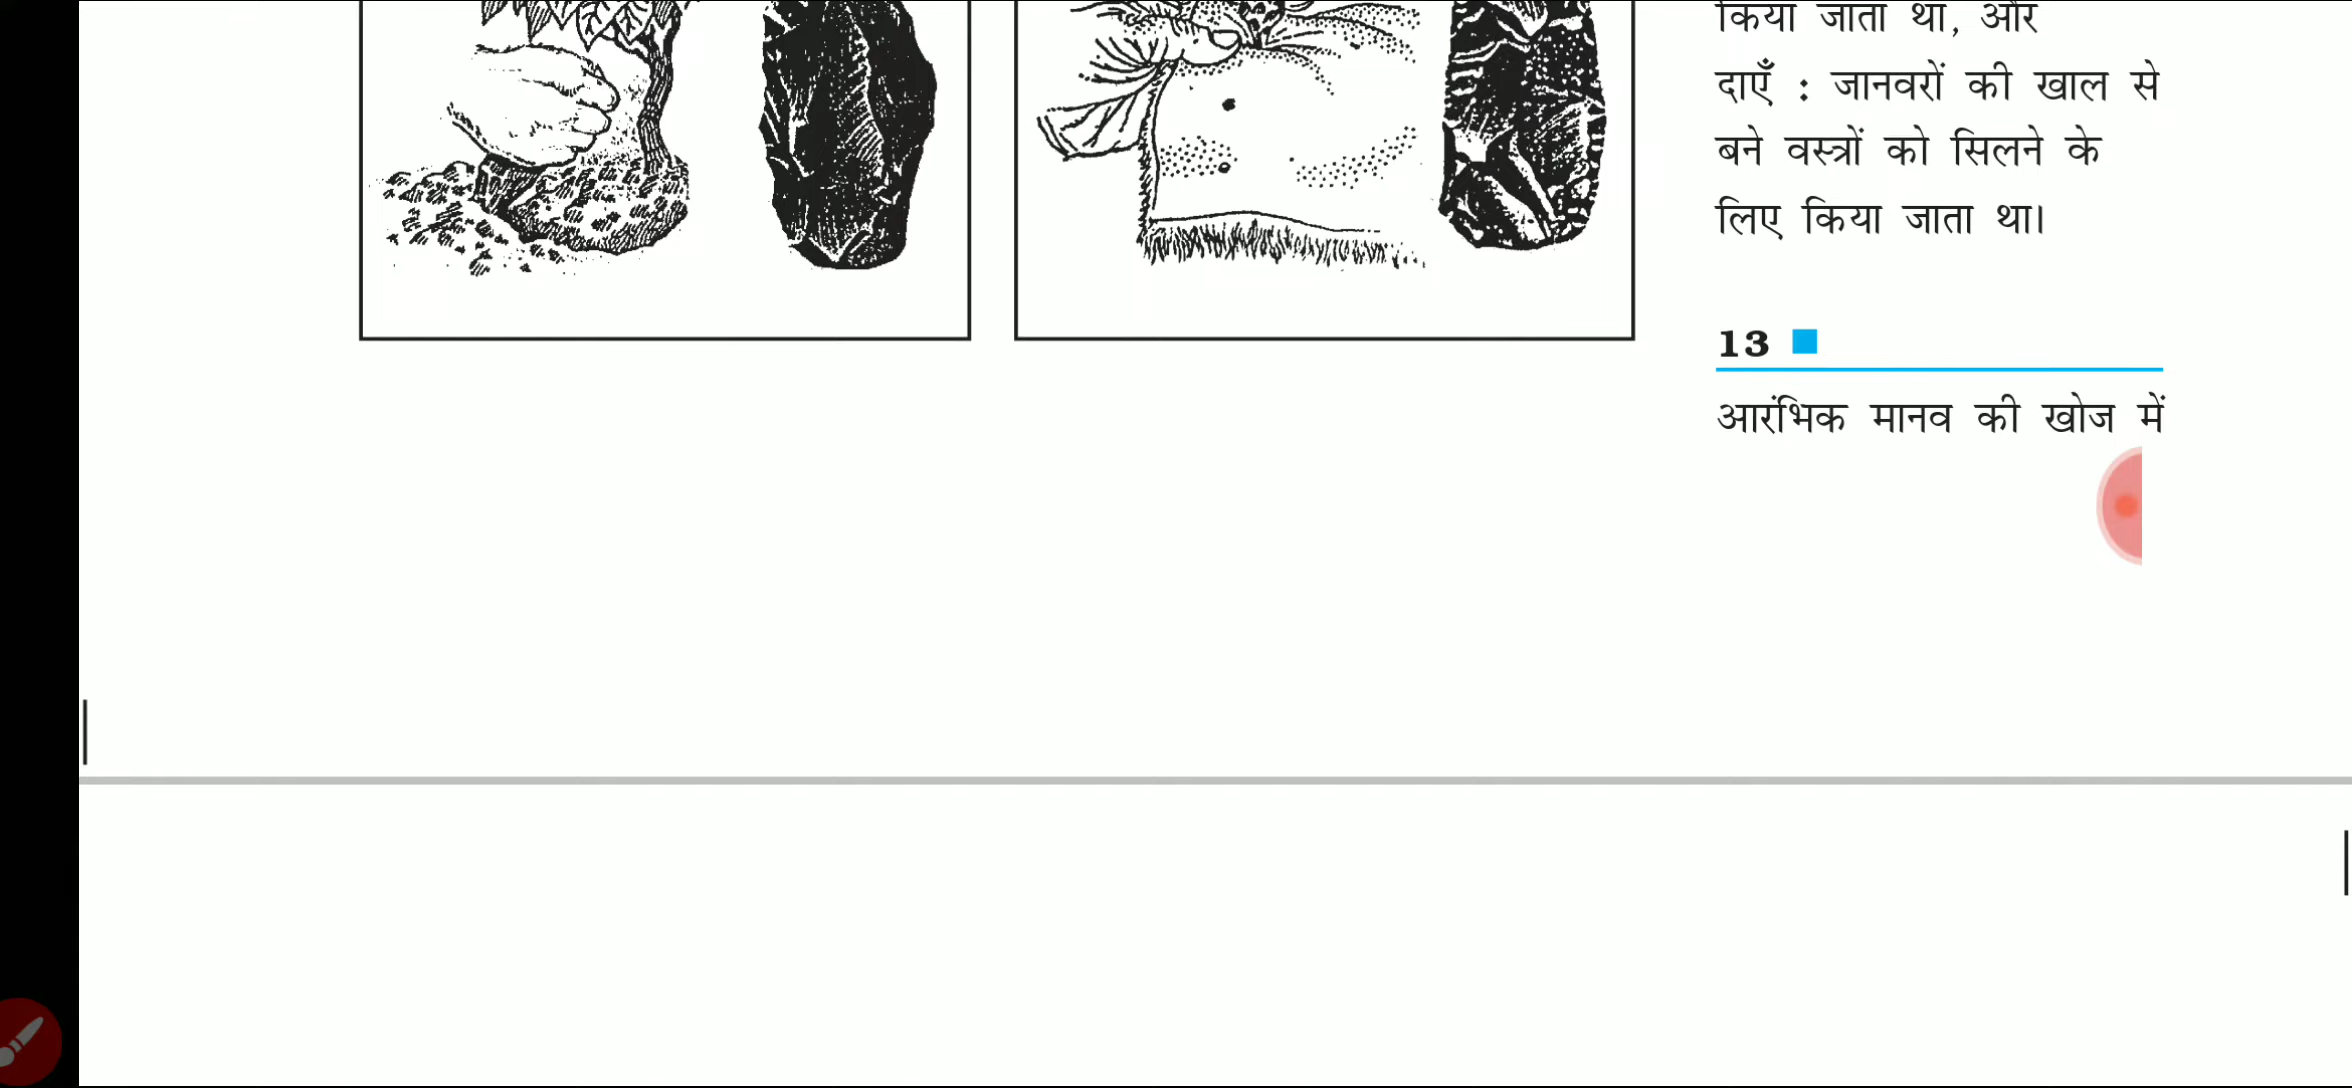 किया जाता था, और
दाएँ : जानवरों की खाल से
बने वस्त्रों को सिलने के
लिए किया जाता था।
13
आरंभिक मानव की खोज में